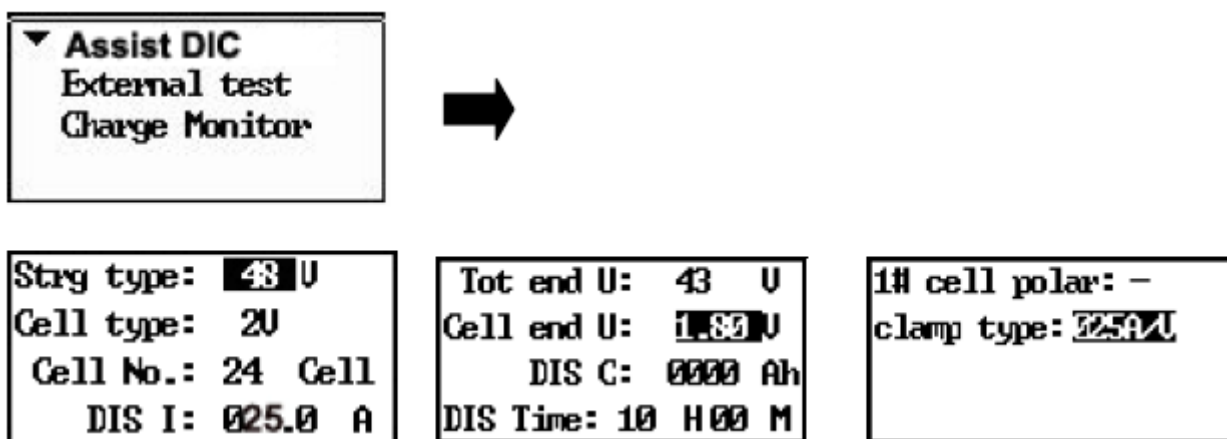 Assist DIC
External test
Charge Monitor
Strg type: 48 V
Cell type: 2V
Cell No.: 24 Cell
DIS I: 025.0 A
Tot end U: 43 V
Cell end U: 1.80 V
DIS C: 0000 Ah
DIS Time: 10 H 00 M
1# cell polar: −
clamp type: 025A/V